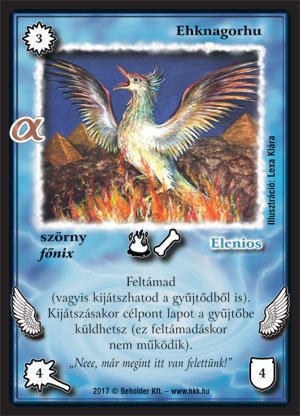 3
Ehknagorhu
α
Illusztráció: Lexa Klára
szörny
főnix
Elenios
Feltámad
(vagyis kijátszhatod a gyűjtődből is).
Kijátszásakor célpont lapot a gyűjtőbe
küldhetsz (ez feltámadáskor
nem működik).
„Neee, már megint itt van felettünk!”
4
2017 © Beholder Kft. – www.hkk.hu
4